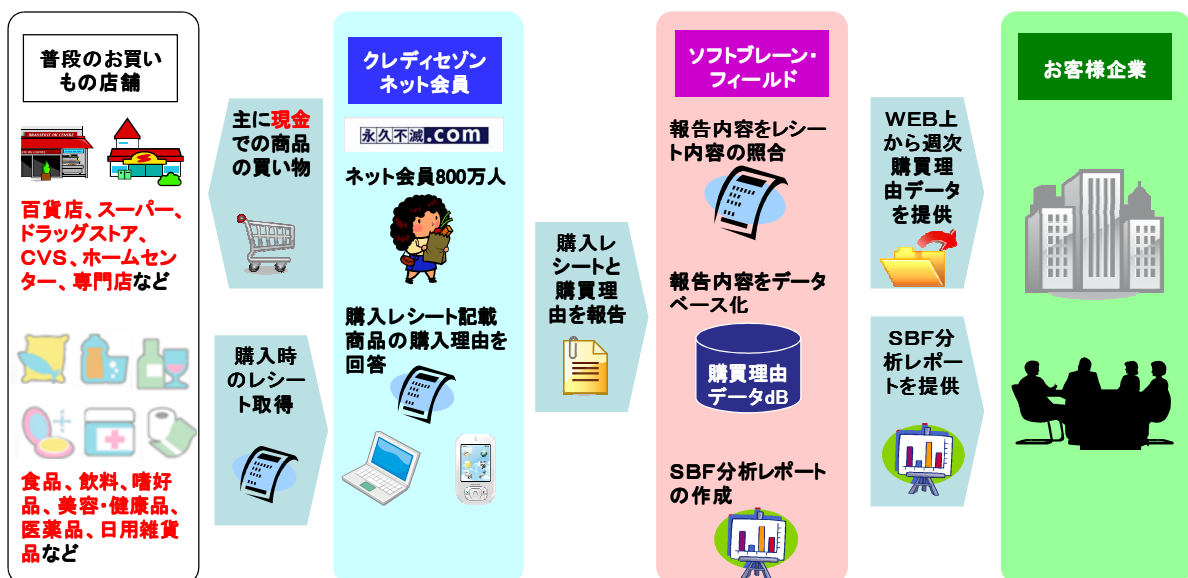 普段のお買い
もの店舗
BRASSERIE DU CENTRE
百貨店、スーパー、
ドラッグストア、
CVS、ホームセン
ター、専門店など
食品、飲料、嗜好
品、美容・健康品、
医薬品、日用雑貨
品など
主に現金
での商品
の買い物
購入時
のレシー
ト取得
クレディセゾン
ネット会員
永久不滅.com
ネット会員800万人
購入レシート記載
商品の購入理由を
回答
購入レ
シートと
購買理
由を報告
ソフトブレーン・
フィールド
報告内容をレシー
ト内容の照合
報告内容をデータ
ベース化
購買理由
データdB
SBF分析レポート
の作成
WEB上
から週次
購買理
由データ
を提供
SBF分
析レポー
トを提供
お客様企業